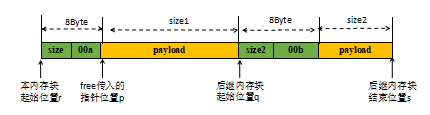 8Byte size1 8Byte size2
size 00a payload size2 00b payload
本内存块 free传入的 后继内存块 后继内存块
起始位置r 指针位置p 起始位置q 结束位置s